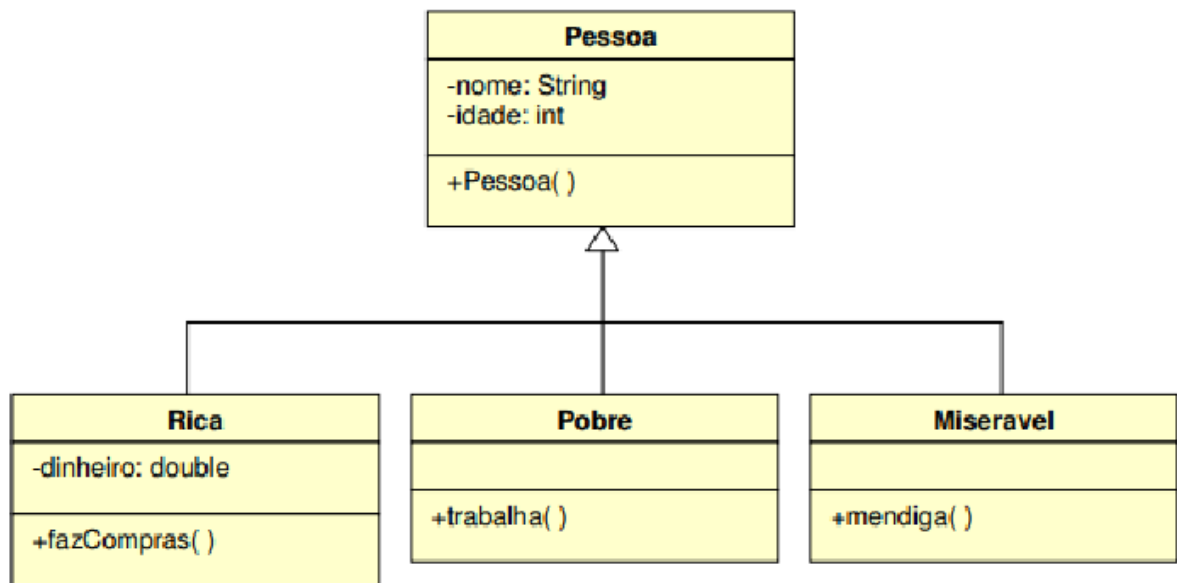 Pessoa
-nome: String
-idade: int
+Pessoa( )
Rica
-dinheiro: double
+fazCompras( )
Pobre
+trabalha( )
Miseravel
+mendiga( )